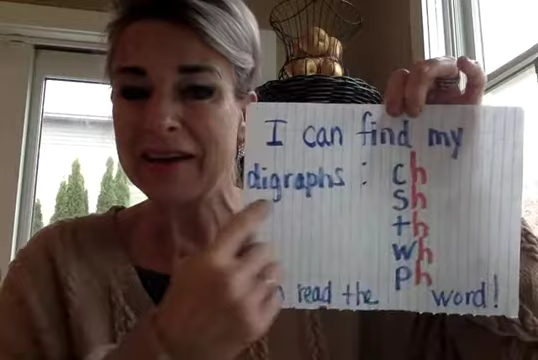 I can find my
digraphs : ch
sh
th
wh
ph
read the word!